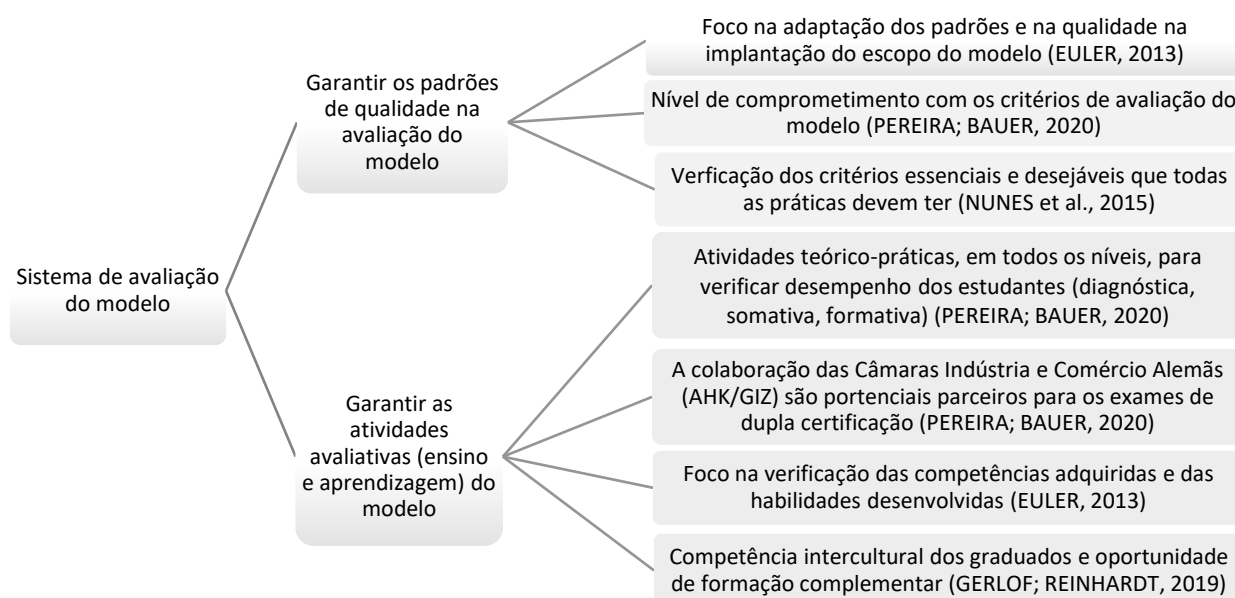 Sistema de avaliação
do modelo
Garantir os padrões
de qualidade na
avaliação do
modelo
Foco na adaptação dos padrões e na qualidade na
implantação do escopo do modelo (EULER, 2013)
Nível de comprometimento com os critérios de avaliação do
modelo (PEREIRA; BAUER, 2020)
Verficação dos critérios essenciais e desejáveis que todas
as práticas devem ter (NUNES et al., 2015)
Garantir as
atividades
avaliativas (ensino
e aprendizagem) do
modelo
Atividades teórico-práticas, em todos os níveis, para
verificar desempenho dos estudantes (diagnóstica,
somativa, formativa) (PEREIRA; BAUER, 2020)
A colaboração das Câmaras Indústria e Comércio Alemãs
(AHK/GIZ) são portenciais parceiros para os exames de
dupla certificação (PEREIRA; BAUER, 2020)
Foco na verificação das competências adquiridas e das
habilidades desenvolvidas (EULER, 2013)
Competência intercultural dos graduados e oportunidade
de formação complementar (GERLOF; REINHARDT, 2019)